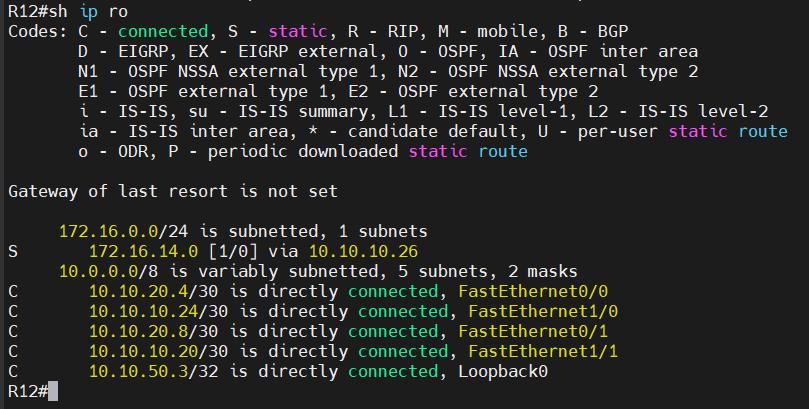 R12#sh ip ro
Codes: C - connected, S - static, R - RIP, M - mobile, B - BGP
       D - EIGRP, EX - EIGRP external, O - OSPF, IA - OSPF inter area
       N1 - OSPF NSSA external type 1, N2 - OSPF NSSA external type 2
       E1 - OSPF external type 1, E2 - OSPF external type 2
       i - IS-IS, su - IS-IS summary, L1 - IS-IS level-1, L2 - IS-IS level-2
       ia - IS-IS inter area, * - candidate default, U - per-user static route
       o - ODR, P - periodic downloaded static route

Gateway of last resort is not set

     172.16.0.0/24 is subnetted, 1 subnets
S       172.16.14.0 [1/0] via 10.10.10.26
     10.0.0.0/8 is variably subnetted, 5 subnets, 2 masks
C       10.10.20.4/30 is directly connected, FastEthernet0/0
C       10.10.10.24/30 is directly connected, FastEthernet1/0
C       10.10.20.8/30 is directly connected, FastEthernet0/1
C       10.10.10.20/30 is directly connected, FastEthernet1/1
C       10.10.50.3/32 is directly connected, Loopback0
R12#